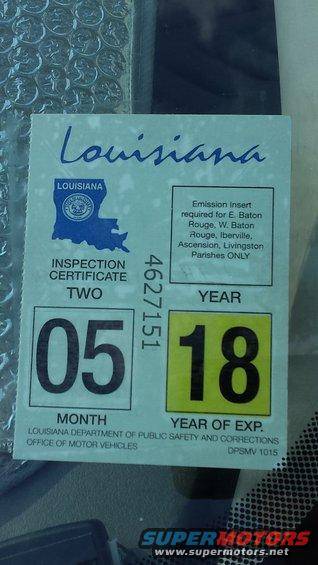 Louisiana
LOUISIANA
Emission Insert
required for E. Baton
Rouge, W. Baton
Rouge, Iberville,
Ascension, Livingston
Parishes ONLY
INSPECTION
CERTIFICATE
TWO
YEAR
4627151
05
18
MONTH
YEAR OF EXP.
LOUISIANA DEPARTMENT OF PUBLIC SAFETY AND CORRECTIONS
OFFICE OF MOTOR VEHICLES
DPSMV 1015
SUPERMOTORS
www.supermotors.net